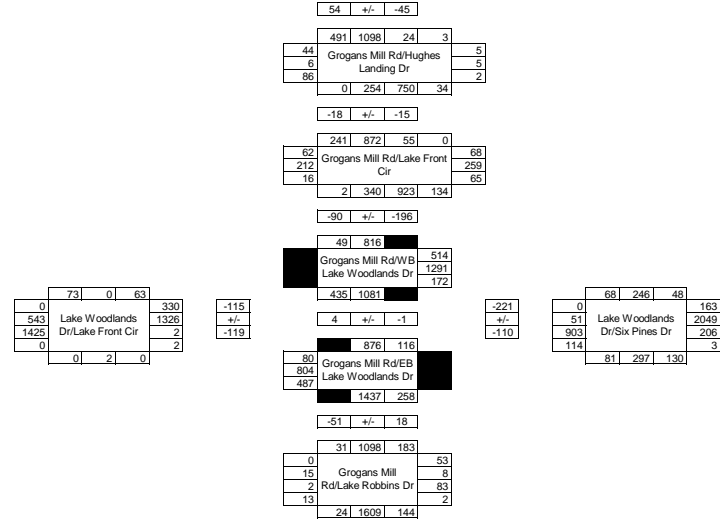 54 +/- -45
491 1098 24 3
44 5
6 Grogans Mill Rd/Hughes 5
86 Landing Dr 2
0 254 750 34
-18 +/- -15
241 872 55 0
62 68
212 Grogans Mill Rd/Lake Front 259
16 Cir 65
2 340 923 134
-90 +/- -196
49 816
Grogans Mill Rd/WB 514
Lake Woodlands Dr 1291
172
435 1081
73 0 63
0 330
543 Lake Woodlands 1326
1425 Dr/Lake Front Cir 2
0 2
0 2 0
-115
+/-
-119
4 +/- -1
-221
+/-
-110
68 246 48
0 163
51 Lake Woodlands 2049
903 Dr/Six Pines Dr 206
114 3
81 297 130
876 116
80 Grogans Mill Rd/EB
804 Lake Woodlands Dr
487
1437 258
-51 +/- 18
31 1098 183
0 53
15 Grogans Mill 8
2 Rd/Lake Robbins Dr 83
13 2
24 1609 144